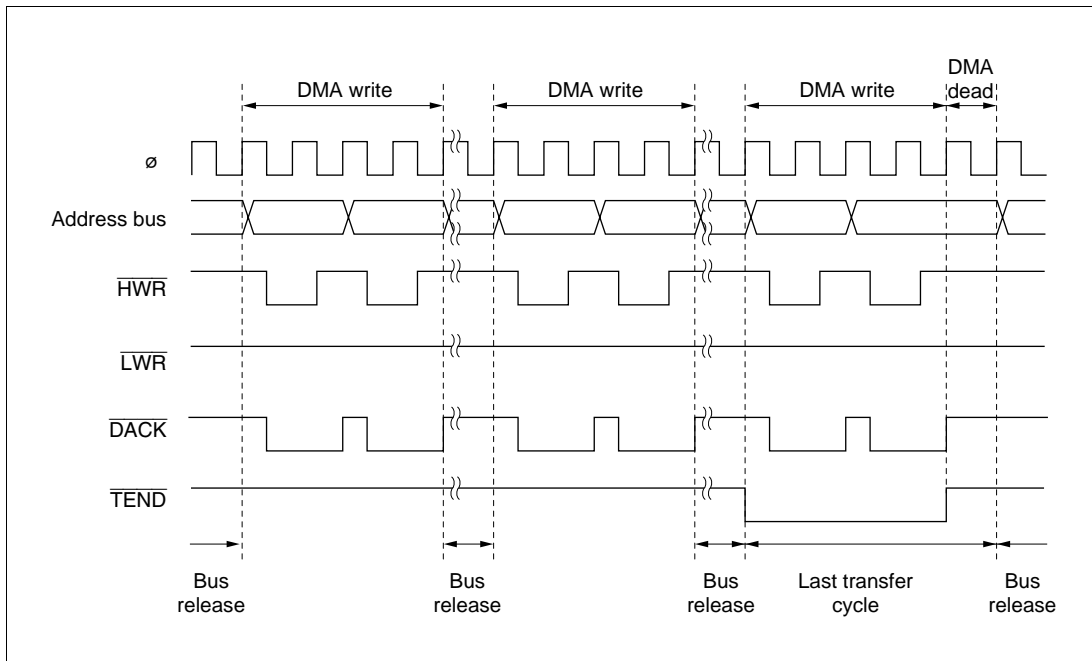 DMA
dead
DMA write
DMA write
DMA write
ø
Address bus
HWR
LWR
DACK
TEND
Bus
release
Bus
release
Bus
release
Last transfer
cycle
Bus
release